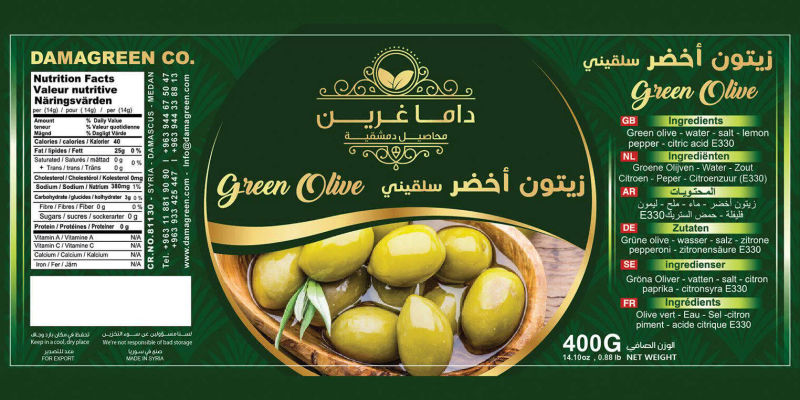 DAMAGREEN CO.
Nutrition Facts
Valeur nutritive
Näringsvärden
per (14g) / pour (14g) / per (14g)
Amount % Daily Value
teneur % Valeur quotidienne
Mägnd % Dagligt Värde
Calories / calories / Kalorier 40
Fat / lipides / Fett 25g 0 %
Saturated / Saturés / mättad 0 g 0 %
+ Trans / trans / Träns 0 g
Cholesterol / Cholestérol / Kolesterol 0mg
Sodium / Sodium / Natrium 380mg 1%
Carbohydrate / glucides / kolhydrater 3g 0 %
Fibre / Fibres / Fiber 0 g 0%
Sugars / sucres / sockerarter 0 g
Protein / Protéines / Proteiner 0 g
Vitamin A / Vitamine A N/A
Vitamin C / Vitamine C N/A
Calcium / Calcium / Kalcium N/A
Iron / Fer / Järn N/A
CR.NO.81130 - SYRIA - DAMASCUS - MEDAN
Tel. +963 11 881 90 90 I +963 944 67 50 47
+963 933 425 447 I +963 944 33 88 13
www.damagreen.com - Info@damagreen.com
تحفظ في مكان بارد وجاف
Keep in a cool, dry place
معد للتصدير
FOR EXPORT
لسنا مسؤولين عن سوء التخزين
We're not responsible of bad storage
صنع في سوريا
MADE IN SYRIA
داما غرين
محاصيل دمشقية
Green Olive زيتون أخضر سلقيني
زيتون أخضر سلقيني
Green Olive
GB Ingredients
Green olive - water - salt - lemon
pepper - citric acid E330
NL Ingrediënten
Groene Olijven - Water - Zout
Citroen - Peper - Citroenzuur (E330)
AR المحتويات
زيتون أخضر - ماء - ملح - ليمون
فليفلة - حمض الستريك E330
DE Zutaten
Grüne olive - wasser - salz - zitrone
pepperoni - zitronensäure E330
SE ingredienser
Gröna Oliver - vatten - salt - citron
paprika - citronsyra E330
FR Ingrédients
Olive vert - Eau - Sel -citron
piment - acide citrique E330
400G الوزن الصافي
14.10oz , 0.88 lb NET WEIGHT